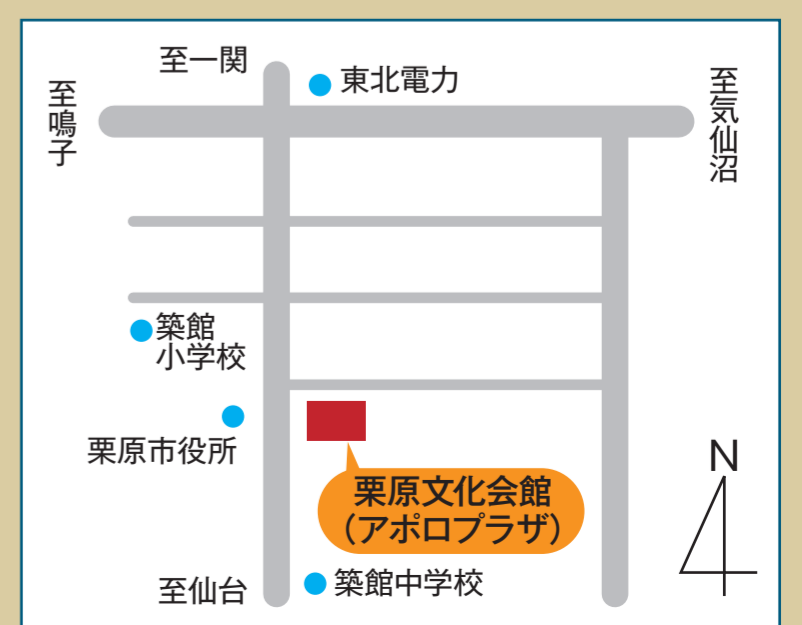 至一関
東北電力
至鳴子
至気仙沼
築館
小学校
栗原市役所
栗原文化会館
（アポロプラザ）
N
至仙台
築館中学校